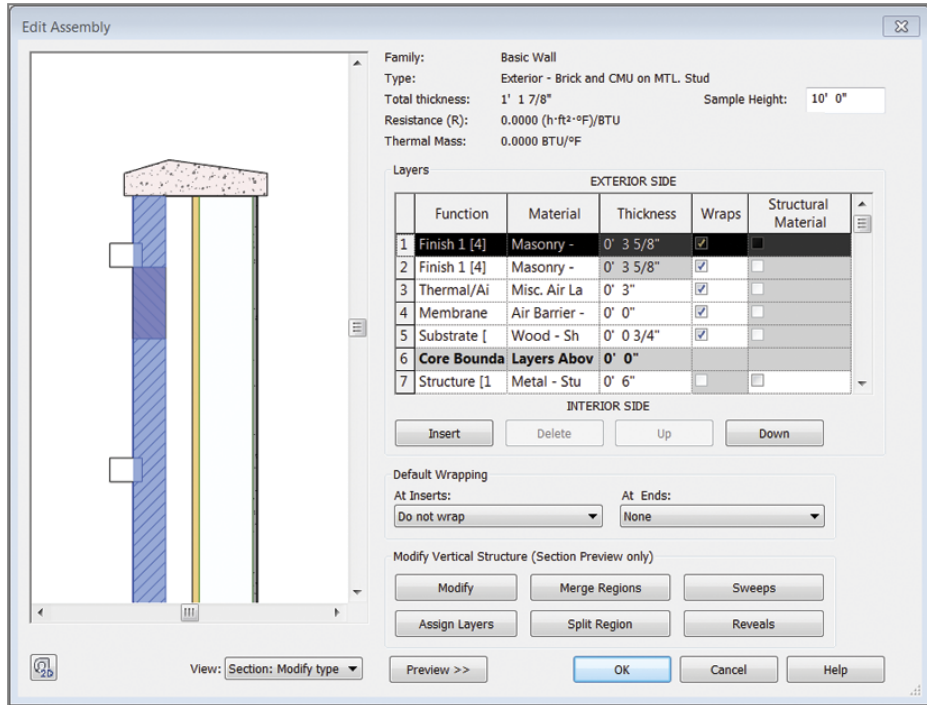 Edit Assembly
Family: Basic Wall
Type: Exterior - Brick and CMU on MTL. Stud
Total thickness: 1' 1 7/8" Sample Height: 10' 0"
Resistance (R): 0.0000 (h·ft²·ºF)/BTU
Thermal Mass: 0.0000 BTU/ºF
Layers
EXTERIOR SIDE
Function Material Thickness Wraps Structural Material
1 Finish 1 [4] Masonry - 0' 3 5/8"
2 Finish 1 [4] Masonry - 0' 3 5/8"
3 Thermal/Ai Misc. Air La 0' 3"
4 Membrane Air Barrier - 0' 0"
5 Substrate [ Wood - Sh 0' 0 3/4"
6 Core Bounda Layers Abov 0' 0"
7 Structure [1 Metal - Stu 0' 6"
INTERIOR SIDE
Insert Delete Up Down
Default Wrapping
At Inserts: At Ends:
Do not wrap None
Modify Vertical Structure (Section Preview only)
Modify Merge Regions Sweeps
Assign Layers Split Region Reveals
2D View: Section: Modify type Preview >> OK Cancel Help